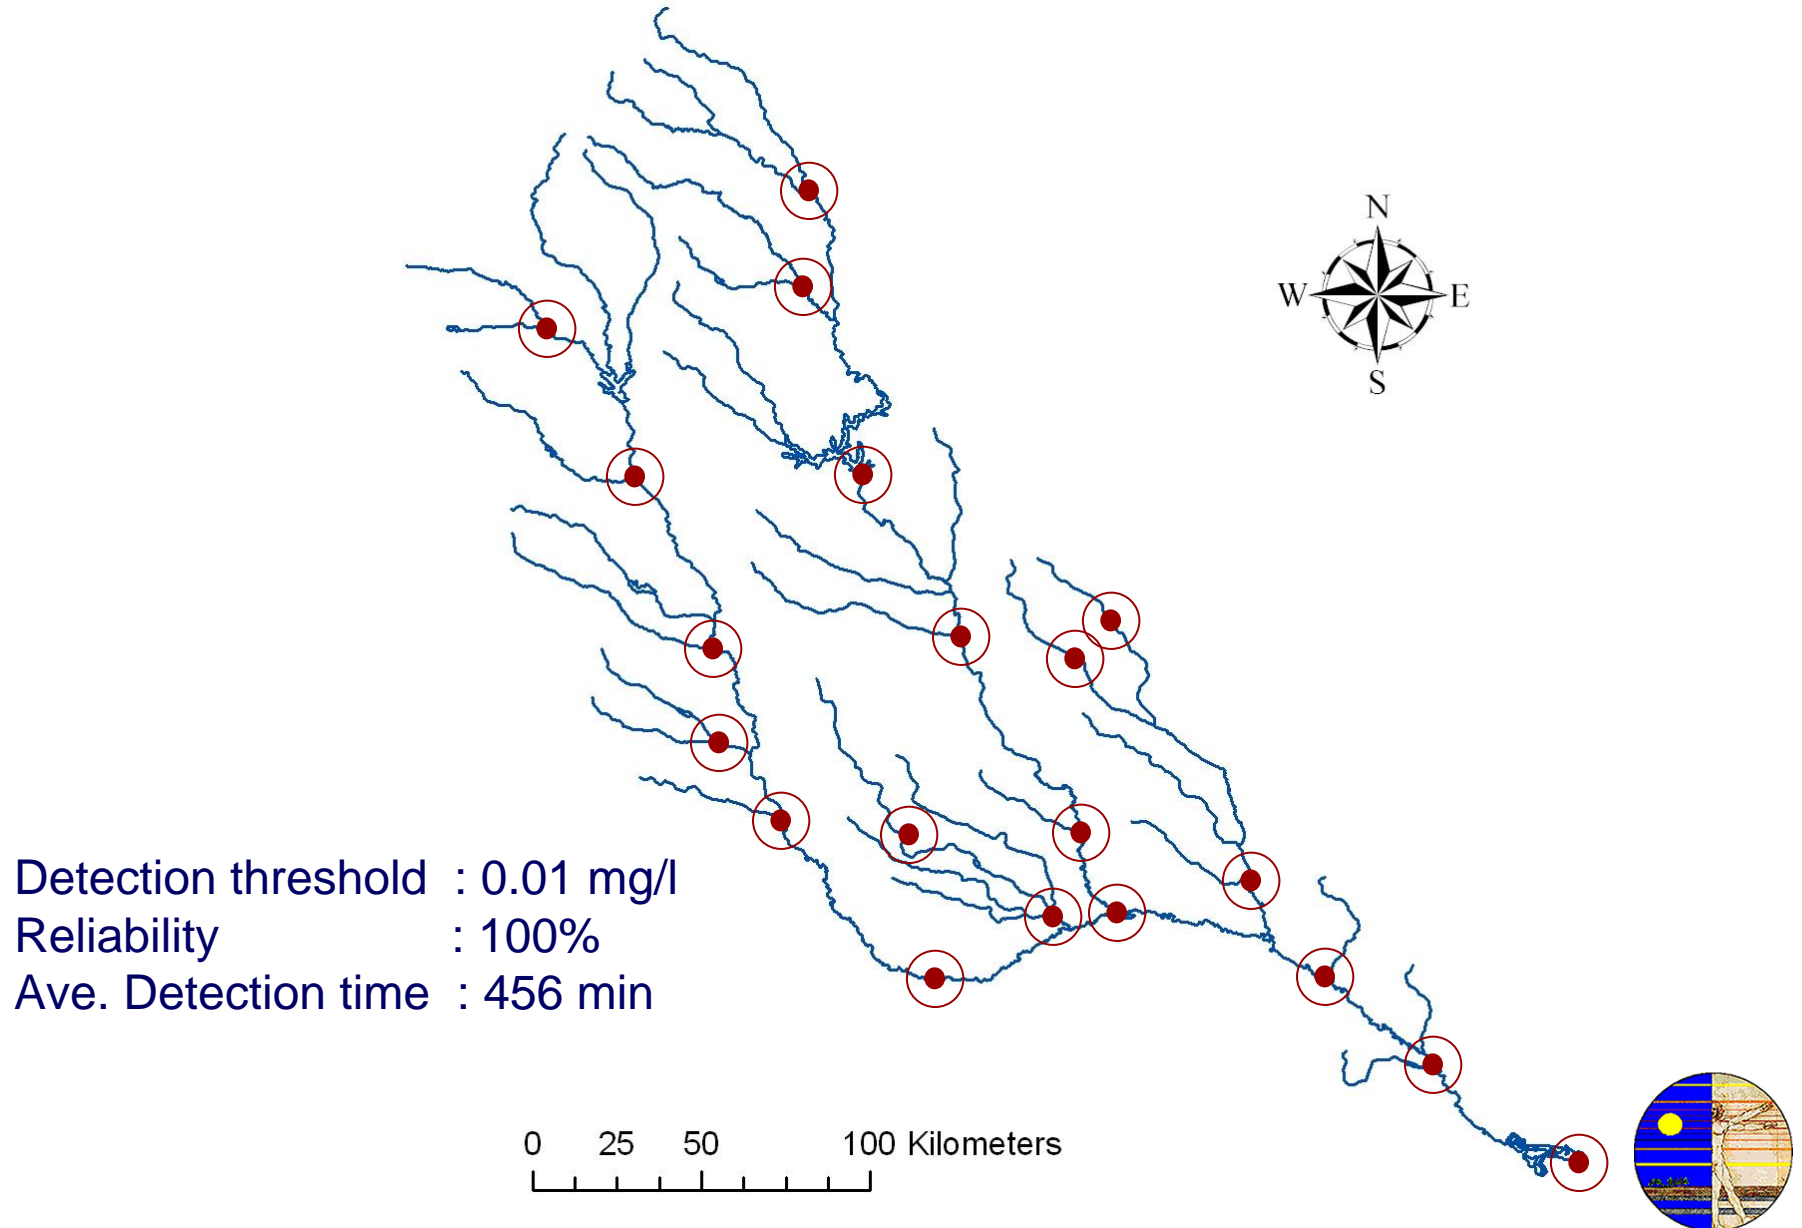 N
W E
S
Detection threshold : 0.01 mg/l
Reliability : 100%
Ave. Detection time : 456 min
0 25 50 100 Kilometers